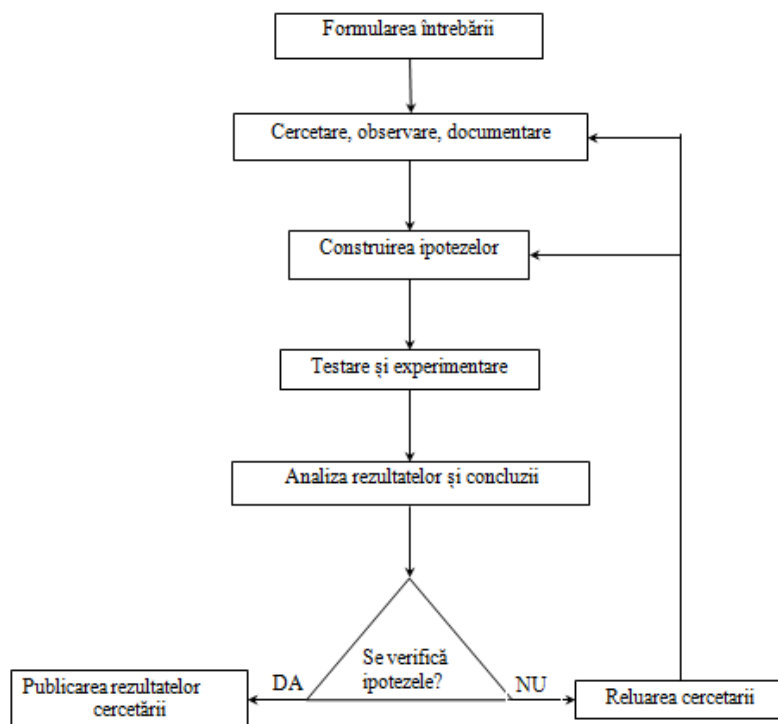 Formularea întrebării
Cercetare, observare, documentare
Construirea ipotezelor
Testare și experimentare
Analiza rezultatelor și concluzii
Se verifică
ipotezele?
DA
NU
Publicarea rezultatelor
cercetării
Reluarea cercetarii